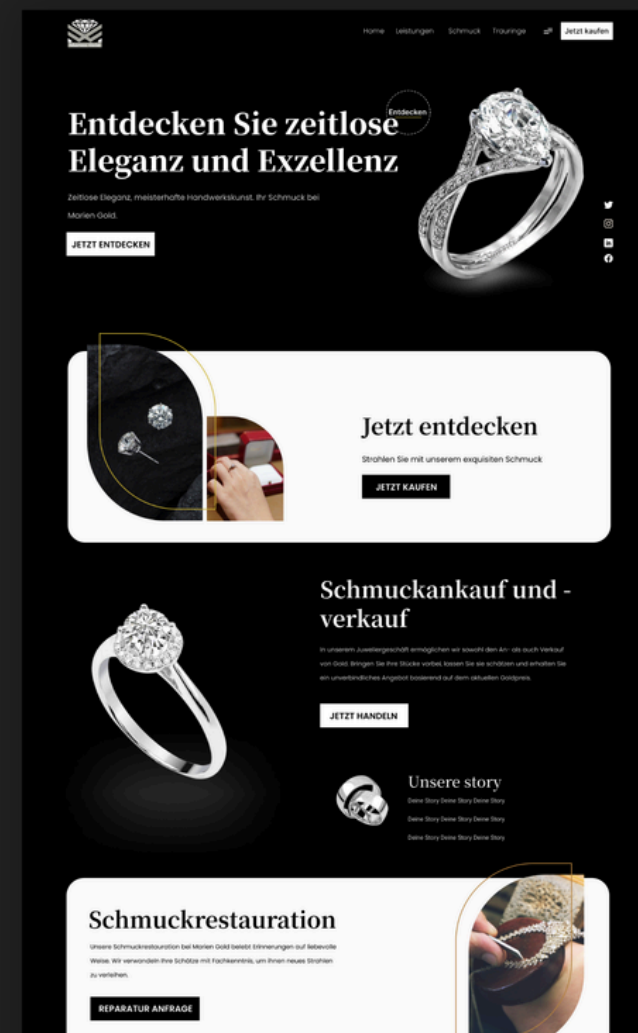 Home Leistungen Schmuck Trauringe Jetzt kaufen
Entdecken
Entdecken Sie zeitlose
Eleganz und Exzellenz
Zeitlose Eleganz, meisterhafte Handwerkskunst. Ihr Schmuck bei
Marien Gold.
JETZT ENTDECKEN
Jetzt entdecken
Strahlen Sie mit unserem exquisiten Schmuck
JETZT KAUFEN
Schmuckankauf und -
verkauf
In unserem Juweliergeschäft ermöglichen wir sowohl den An- als auch Verkauf
von Gold. Bringen Sie Ihre Stücke vorbei, lassen Sie sie schätzen und erhalten Sie
ein unverbindliches Angebot basierend auf dem aktuellen Goldpreis.
JETZT HANDELN
Unsere story
Deine Story Deine Story Deine Story
Deine Story Deine Story Deine Story
Deine Story Deine Story Deine Story
Schmuckrestauration
Unsere Schmuckrestauration bei Marien Gold belebt Erinnerungen auf liebevolle
Weise. Wir verwandeln Ihre Schätze mit Fachkenntnis, um ihnen neues Strahlen
zu verleihen.
REPARATUR ANFRAGE